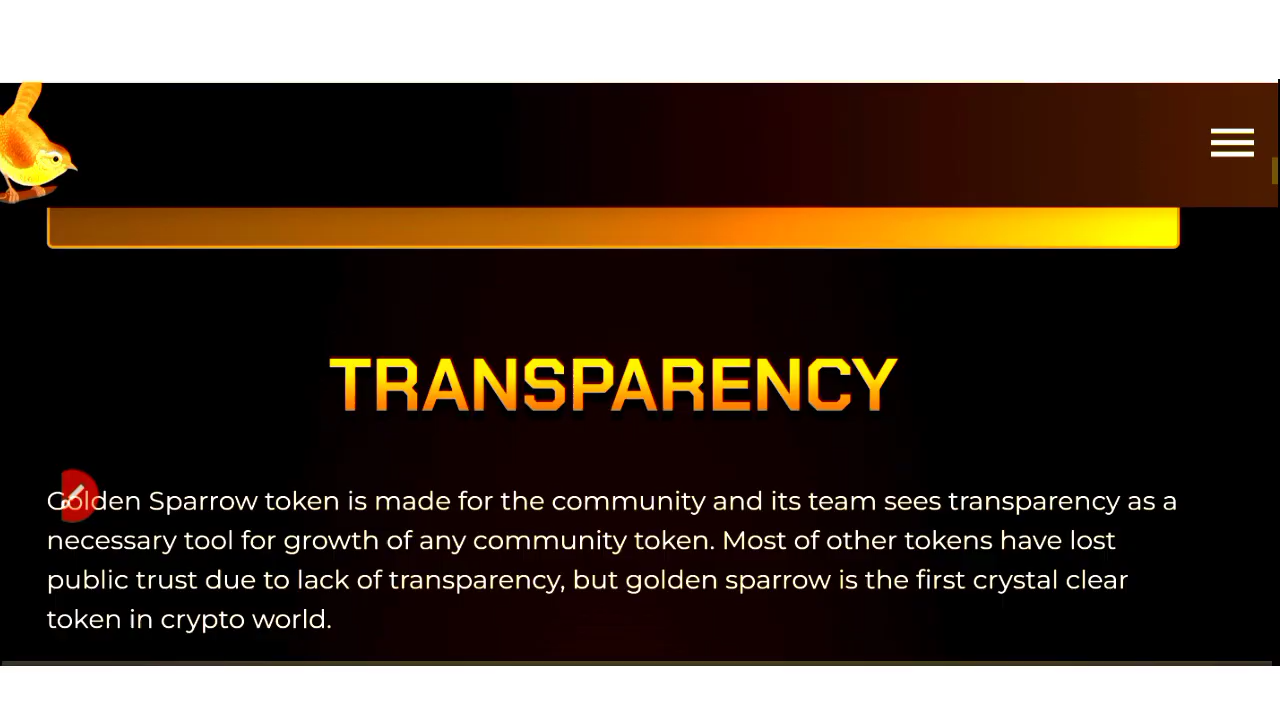 TRANSPARENCY
Golden Sparrow token is made for the community and its team sees transparency as a
necessary tool for growth of any community token. Most of other tokens have lost
public trust due to lack of transparency, but golden sparrow is the first crystal clear
token in crypto world.